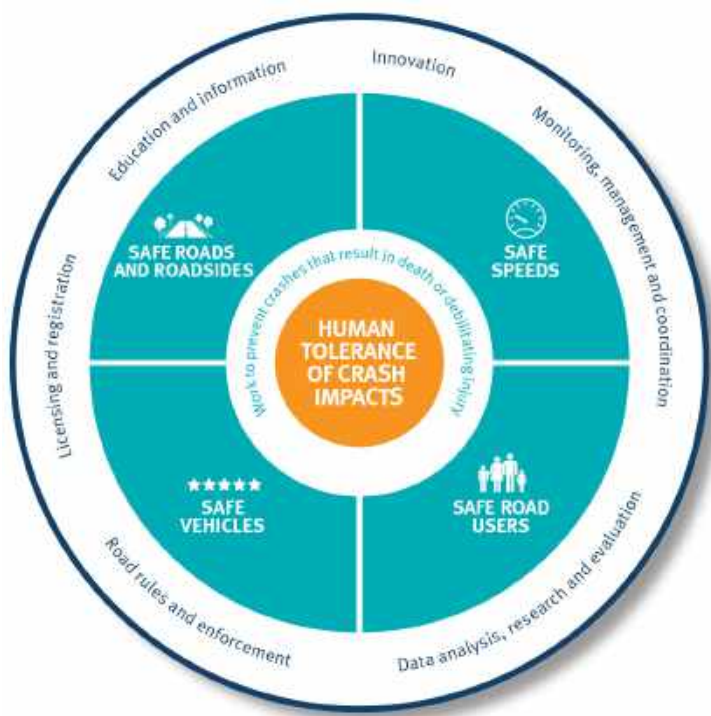 Innovation
Monitoring, management and coordination
Data analysis, research and evaluation
Road rules and enforcement
Licensing and registration
Education and information
SAFE ROADS
AND ROADSIDES
SAFE
SPEEDS
Work to prevent crashes that result in death or debilitating injury
HUMAN
TOLERANCE
OF CRASH
IMPACTS
SAFE
VEHICLES
SAFE ROAD
USERS